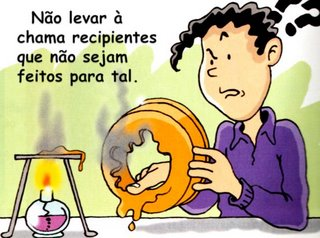 Não levar à
chama recipientes
que não sejam
feitos para tal.